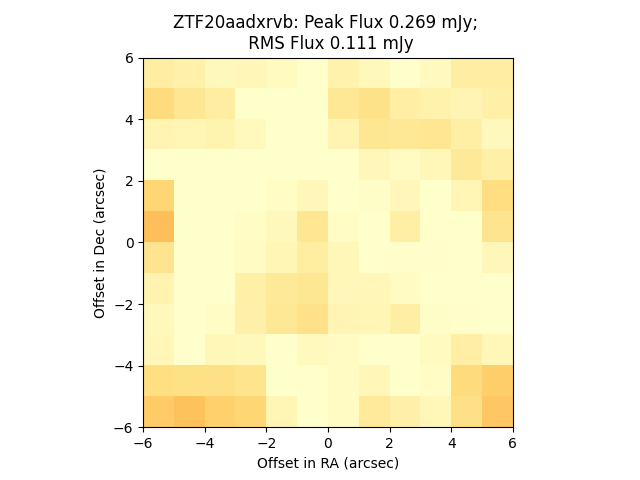 ZTF20aadxrvb: Peak Flux 0.269 mJy;
RMS Flux 0.111 mJy
6
4
2
0
−2
−4
−6
Offset in Dec (arcsec)
−6 −4 −2 0 2 4 6
Offset in RA (arcsec)